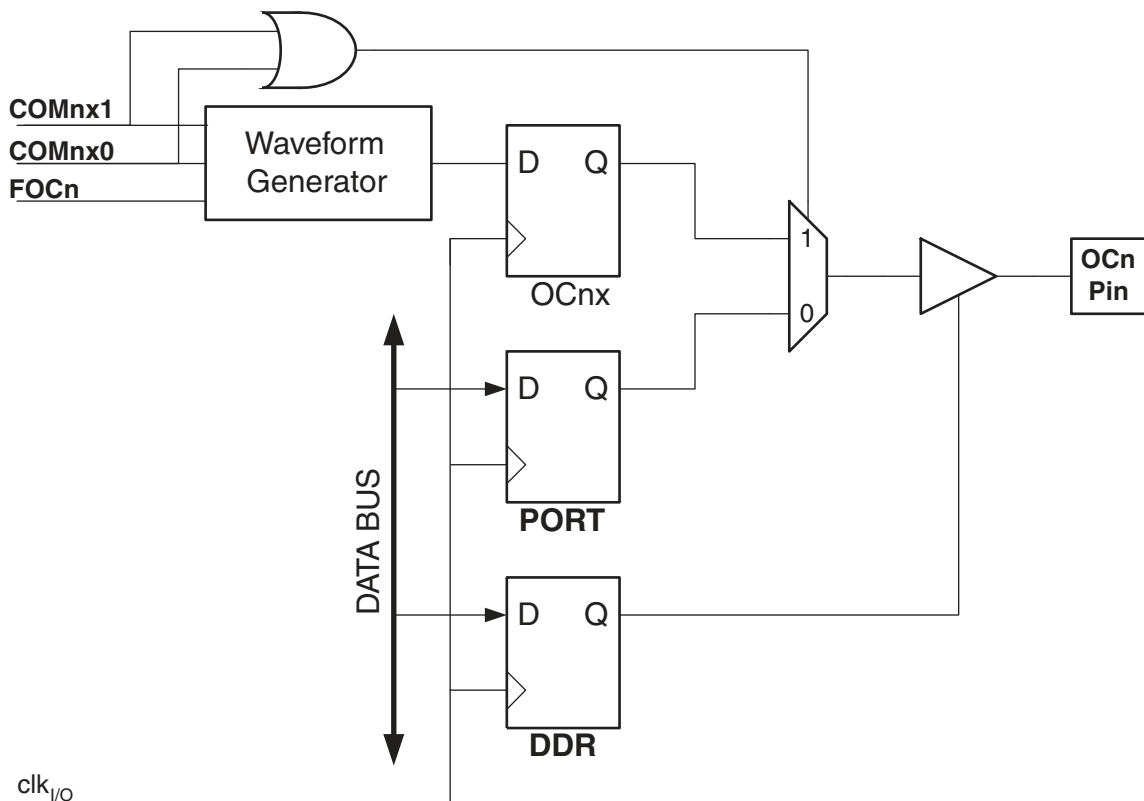 COMnx1
COMnx0
FOCn
Waveform
Generator
D Q
OCnx
1
0
OCn
Pin
D Q
PORT
DATA BUS
D Q
DDR
clkI/O